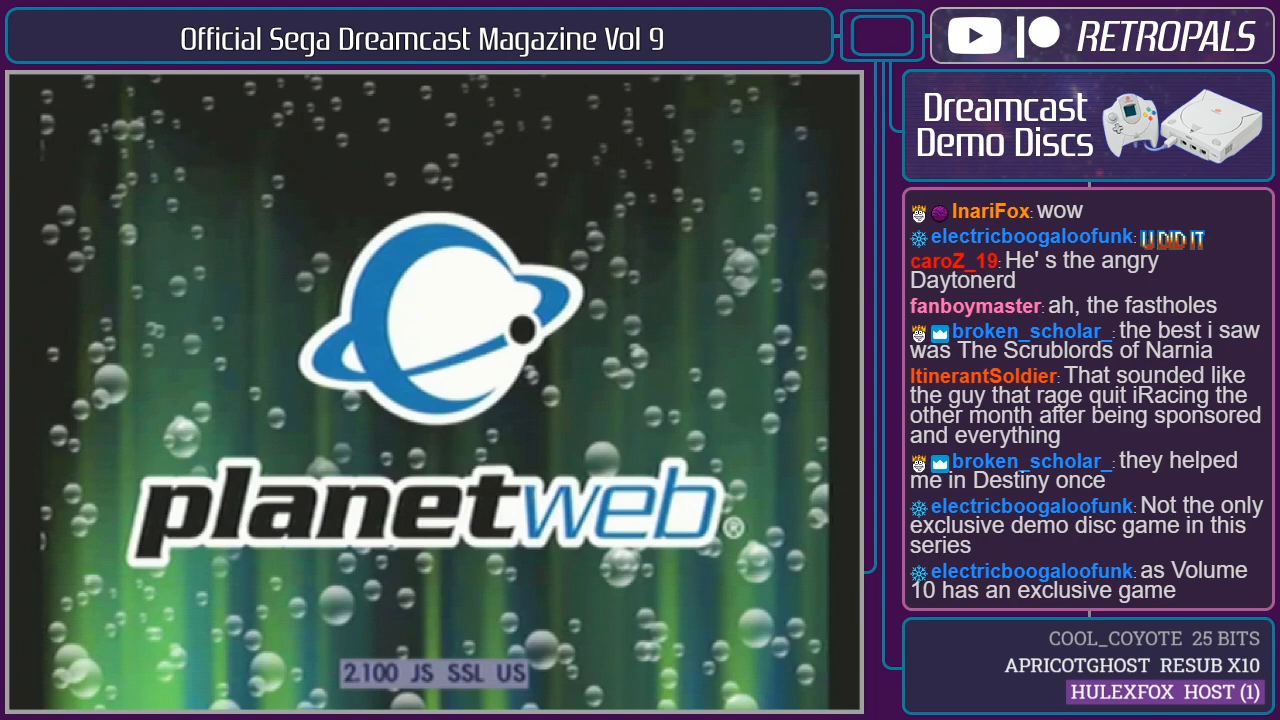 Official Sega Dreamcast Magazine Vol 9
RETROPALS
Dreamcast
Demo Discs
InariFox: wow
electricboogaloofunk: U DID IT
caroZ_19: He' s the angry
Daytonerd
fanboymaster: ah, the fastholes
broken_scholar_: the best i saw
was The Scrublords of Narnia
ItinerantSoldier: That sounded like
the guy that rage quit iRacing the
other month after being sponsored
and everything
broken_scholar_: they helped
me in Destiny once
electricboogaloofunk: Not the only
exclusive demo disc game in this
series
electricboogaloofunk: as Volume
10 has an exclusive game
planetweb®
2.100 JS SSL US
COOL_COYOTE 25 BITS
APRICOTGHOST RESUB X10
HULEXFOX HOST (1)